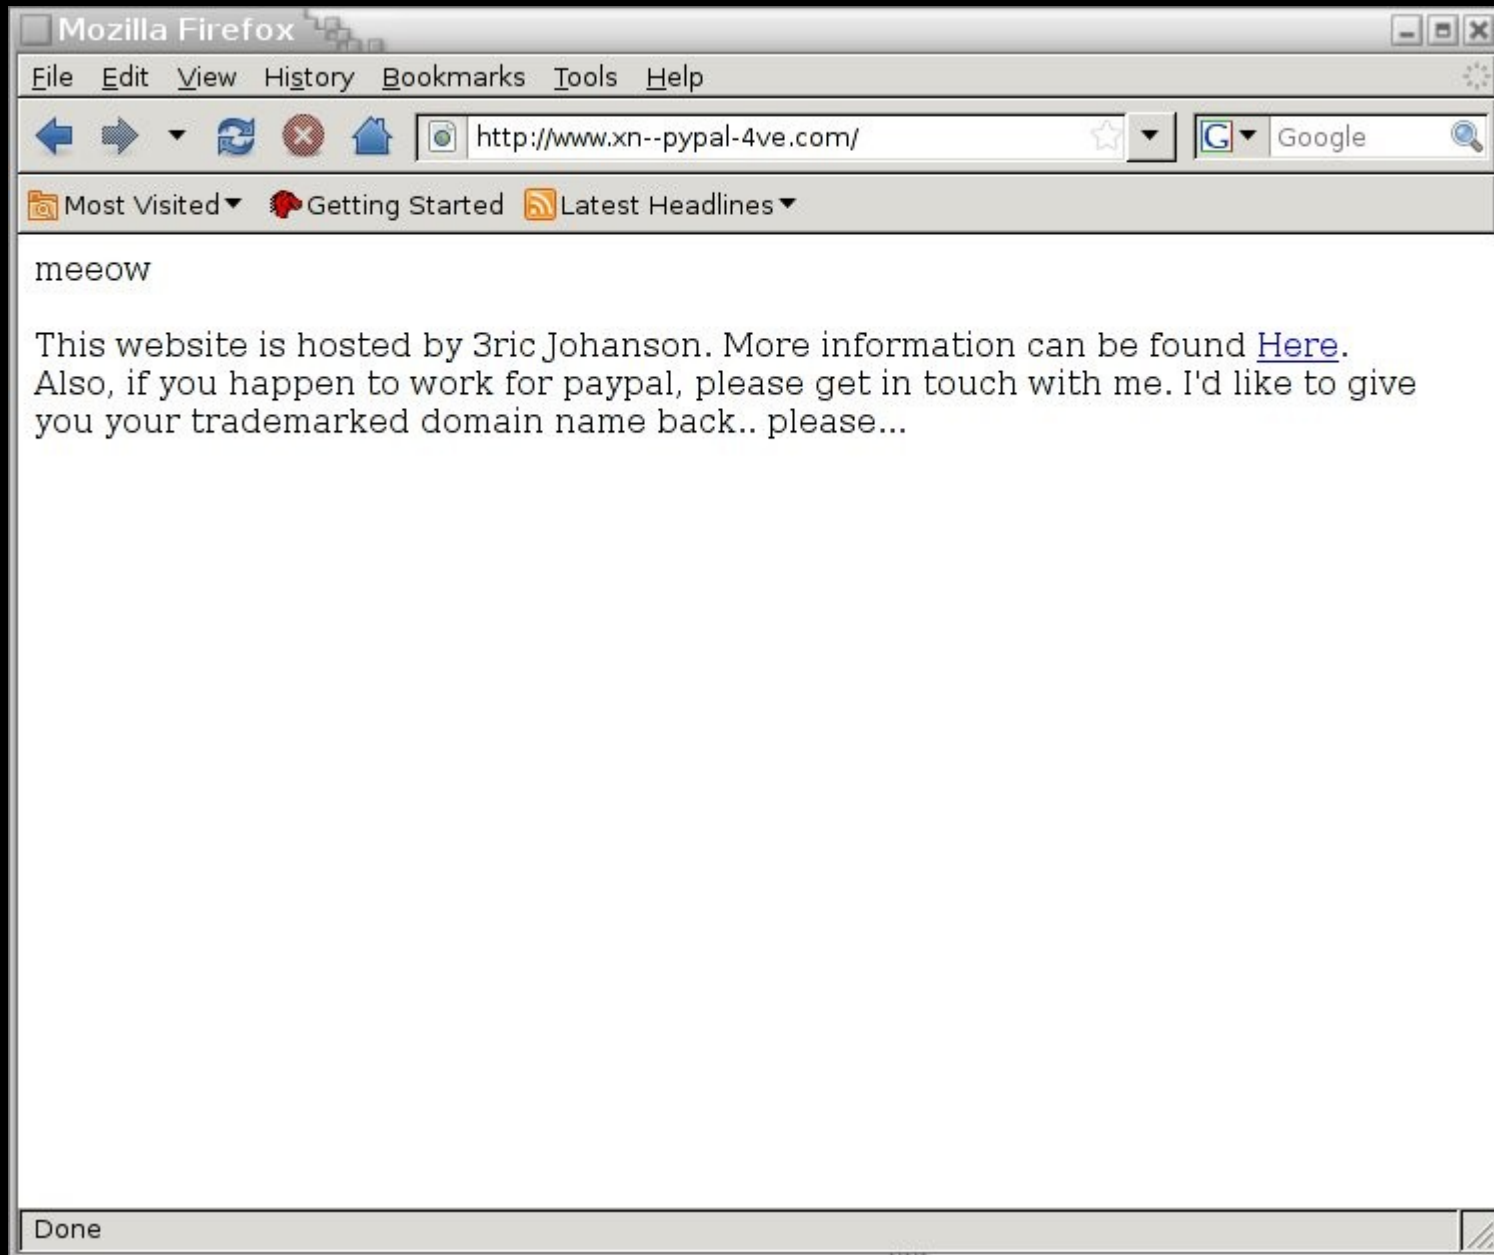 Mozilla Firefox
File Edit View History Bookmarks Tools Help
http://www.xn--pypal-4ve.com/ G Google
Most Visited Getting Started Latest Headlines
meeow
This website is hosted by 3ric Johanson. More information can be found Here.
Also, if you happen to work for paypal, please get in touch with me. I'd like to give
you your trademarked domain name back.. please...
Done